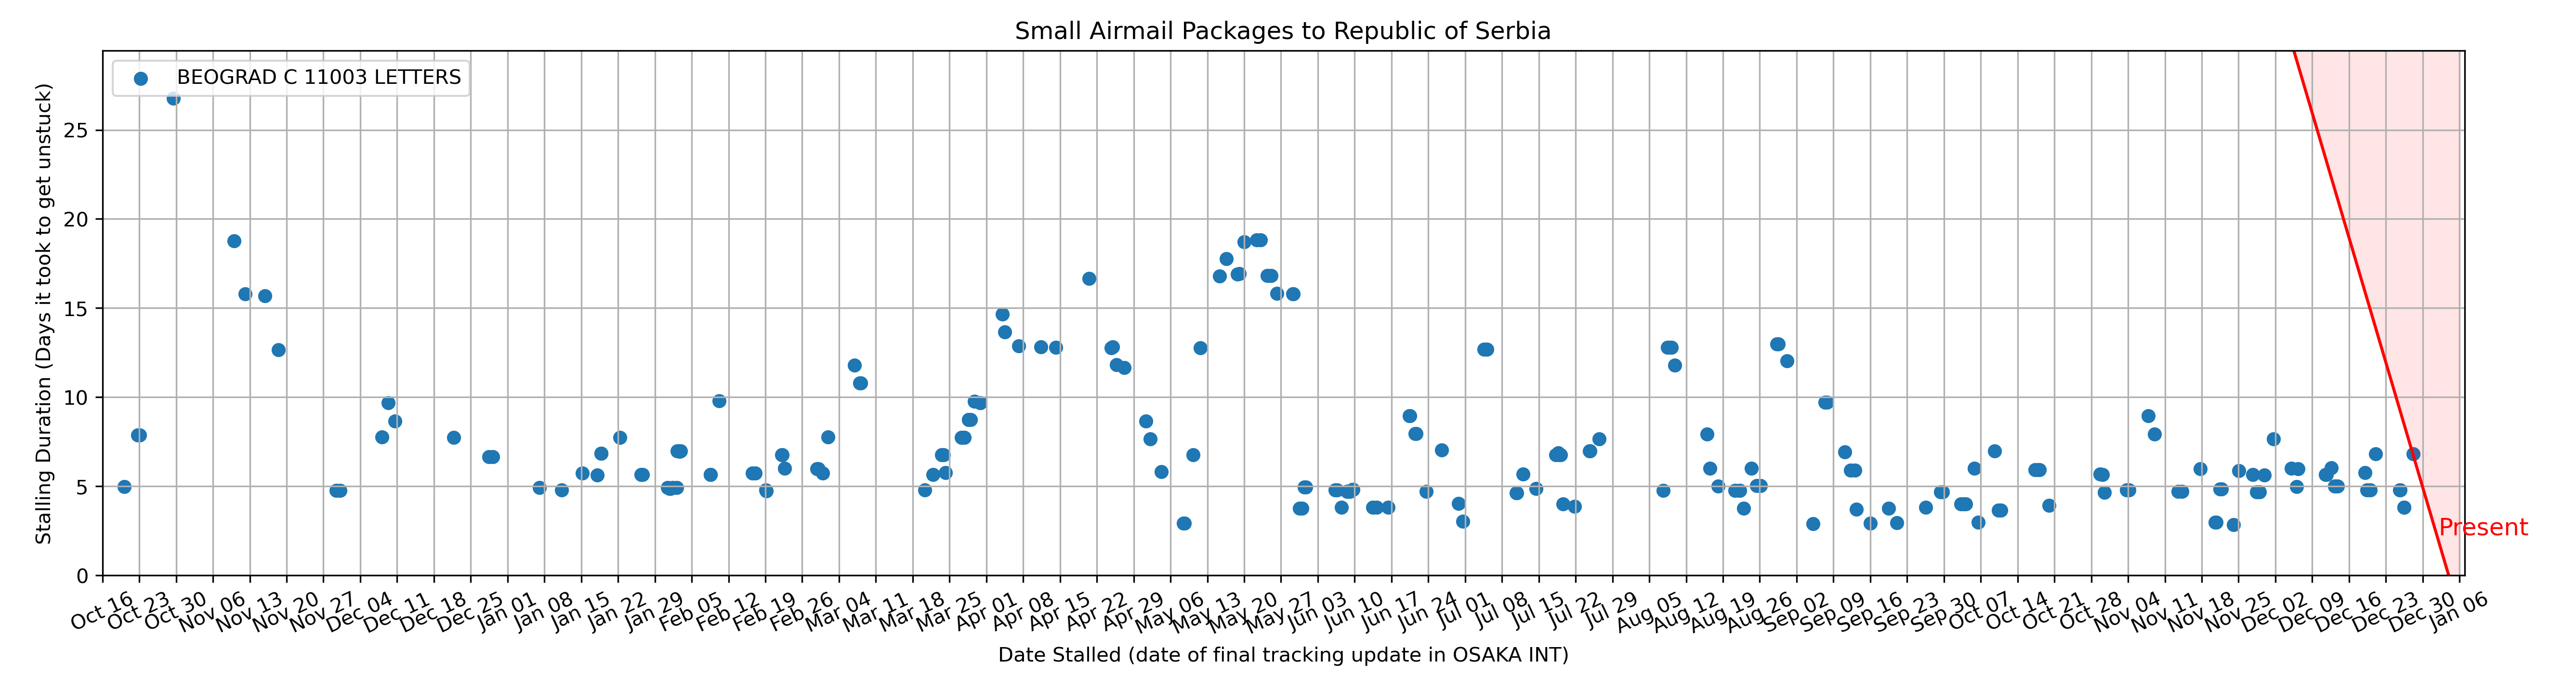 Small Airmail Packages to Republic of Serbia
BEOGRAD C 11003 LETTERS
Stalling Duration (Days it took to get unstuck)
25
20
15
10
5
0
Present
Oct 16
Oct 23
Oct 30
Nov 06
Nov 13
Nov 20
Nov 27
Dec 04
Dec 11
Dec 18
Dec 25
Jan 01
Jan 08
Jan 15
Jan 22
Jan 29
Feb 05
Feb 12
Feb 19
Feb 26
Mar 04
Mar 11
Mar 18
Mar 25
Apr 01
Apr 08
Apr 15
Apr 22
Apr 29
May 06
May 13
May 20
May 27
Jun 03
Jun 10
Jun 17
Jun 24
Jul 01
Jul 08
Jul 15
Jul 22
Jul 29
Aug 05
Aug 12
Aug 19
Aug 26
Sep 02
Sep 09
Sep 16
Sep 23
Sep 30
Oct 07
Oct 14
Oct 21
Oct 28
Nov 04
Nov 11
Nov 18
Nov 25
Dec 02
Dec 09
Dec 16
Dec 23
Dec 30
Jan 06
Date Stalled (date of final tracking update in OSAKA INT)